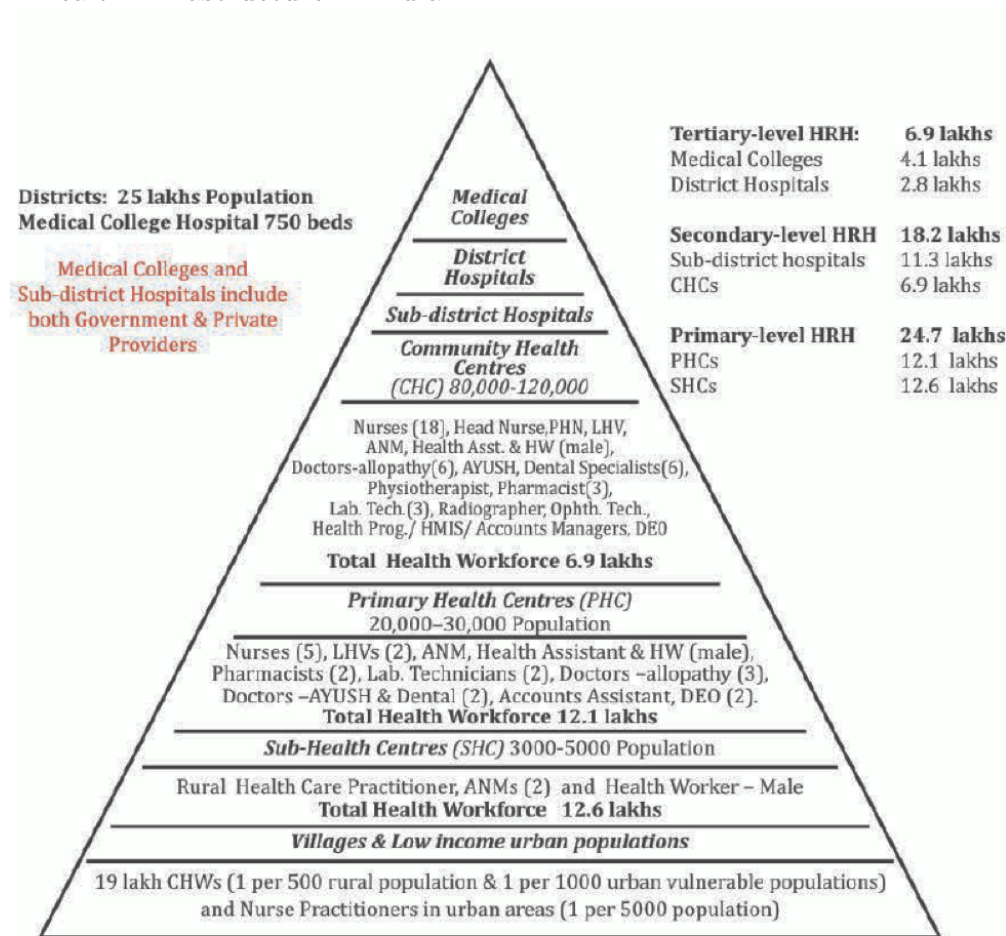 Districts: 25 lakhs Population
Medical College Hospital 750 beds
Medical Colleges and
Sub-district Hospitals include
both Government & Private
Providers
Tertiary-level HRH: 6.9 lakhs
Medical Colleges 4.1 lakhs
District Hospitals 2.8 lakhs
Secondary-level HRH 18.2 lakhs
Sub-district hospitals 11.3 lakhs
CHCs 6.9 lakhs
Primary-level HRH 24.7 lakhs
PHCs 12.1 lakhs
SHCs 12.6 lakhs
Medical
Colleges
District
Hospitals
Sub-district Hospitals
Community Health
Centres
(CHC) 80,000-120,000
Nurses (18), Head Nurse,PHN, LHV,
ANM, Health Asst. & HW (male),
Doctors-allopathy(6), AYUSH, Dental Specialists(6),
Physiotherapist, Pharmacist(3),
Lab. Tech.(3), Radiographer, Ophth. Tech.,
Health Prog./ HMIS/ Accounts Managers, DEO
Total Health Workforce 6.9 lakhs
Primary Health Centres (PHC)
20,000–30,000 Population
Nurses (5), LHVs (2), ANM, Health Assistant & HW (male),
Pharmacists (2), Lab. Technicians (2), Doctors –allopathy (3),
Doctors –AYUSH & Dental (2), Accounts Assistant, DEO (2).
Total Health Workforce 12.1 lakhs
Sub-Health Centres (SHC) 3000-5000 Population
Rural Health Care Practitioner, ANMs (2) and Health Worker – Male
Total Health Workforce 12.6 lakhs
Villages & Low income urban populations
19 lakh CHWs (1 per 500 rural population & 1 per 1000 urban vulnerable populations)
and Nurse Practitioners in urban areas (1 per 5000 population)